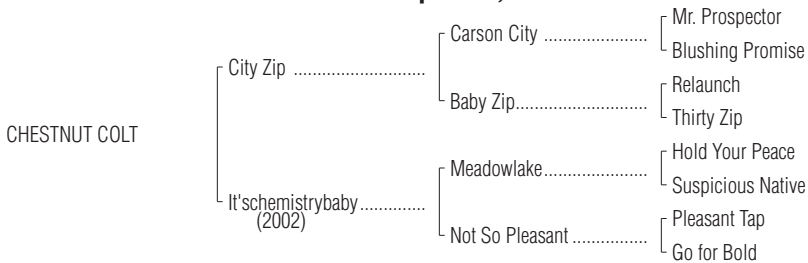 Mr. Prospector
Carson City ......................
Blushing Promise
City Zip ............................
Relaunch
Baby Zip............................
Thirty Zip
CHESTNUT COLT
Hold Your Peace
Meadowlake......................
Suspicious Native
It'schemistrybaby..............
(2002)
Pleasant Tap
Not So Pleasant ................
Go for Bold